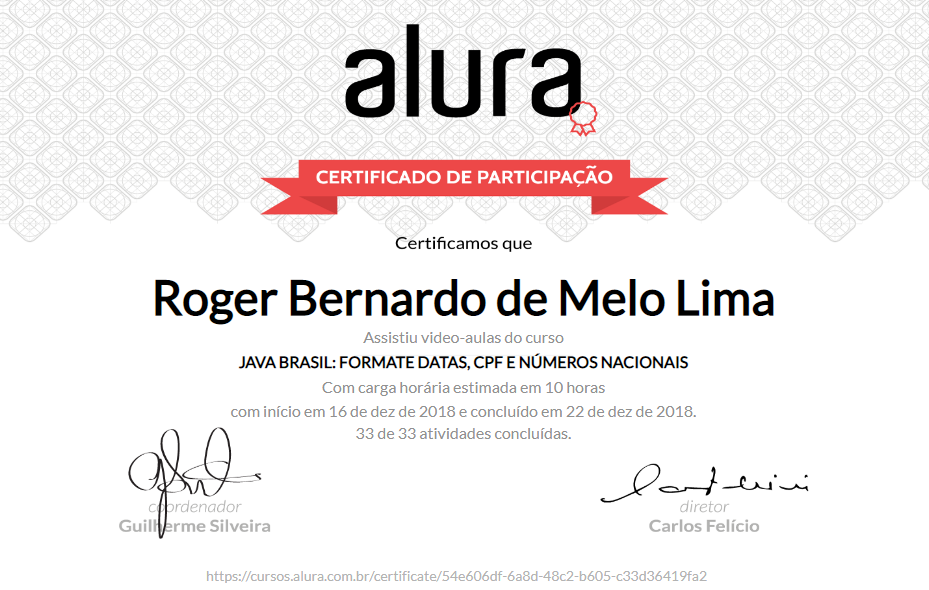 alura
CERTIFICADO DE PARTICIPAÇÃO
Certificamos que
Roger Bernardo de Melo Lima
Assistiu video-aulas do curso
JAVA BRASIL: FORMATE DATAS, CPF E NÚMEROS NACIONAIS
Com carga horária estimada em 10 horas
com início em 16 de dez de 2018 e concluído em 22 de dez de 2018.
33 de 33 atividades concluídas.
coordenador
Guilherme Silveira
diretor
Carlos Felício
https://cursos.alura.com.br/certificate/54e606df-6a8d-48c2-b605-c33d36419fa2